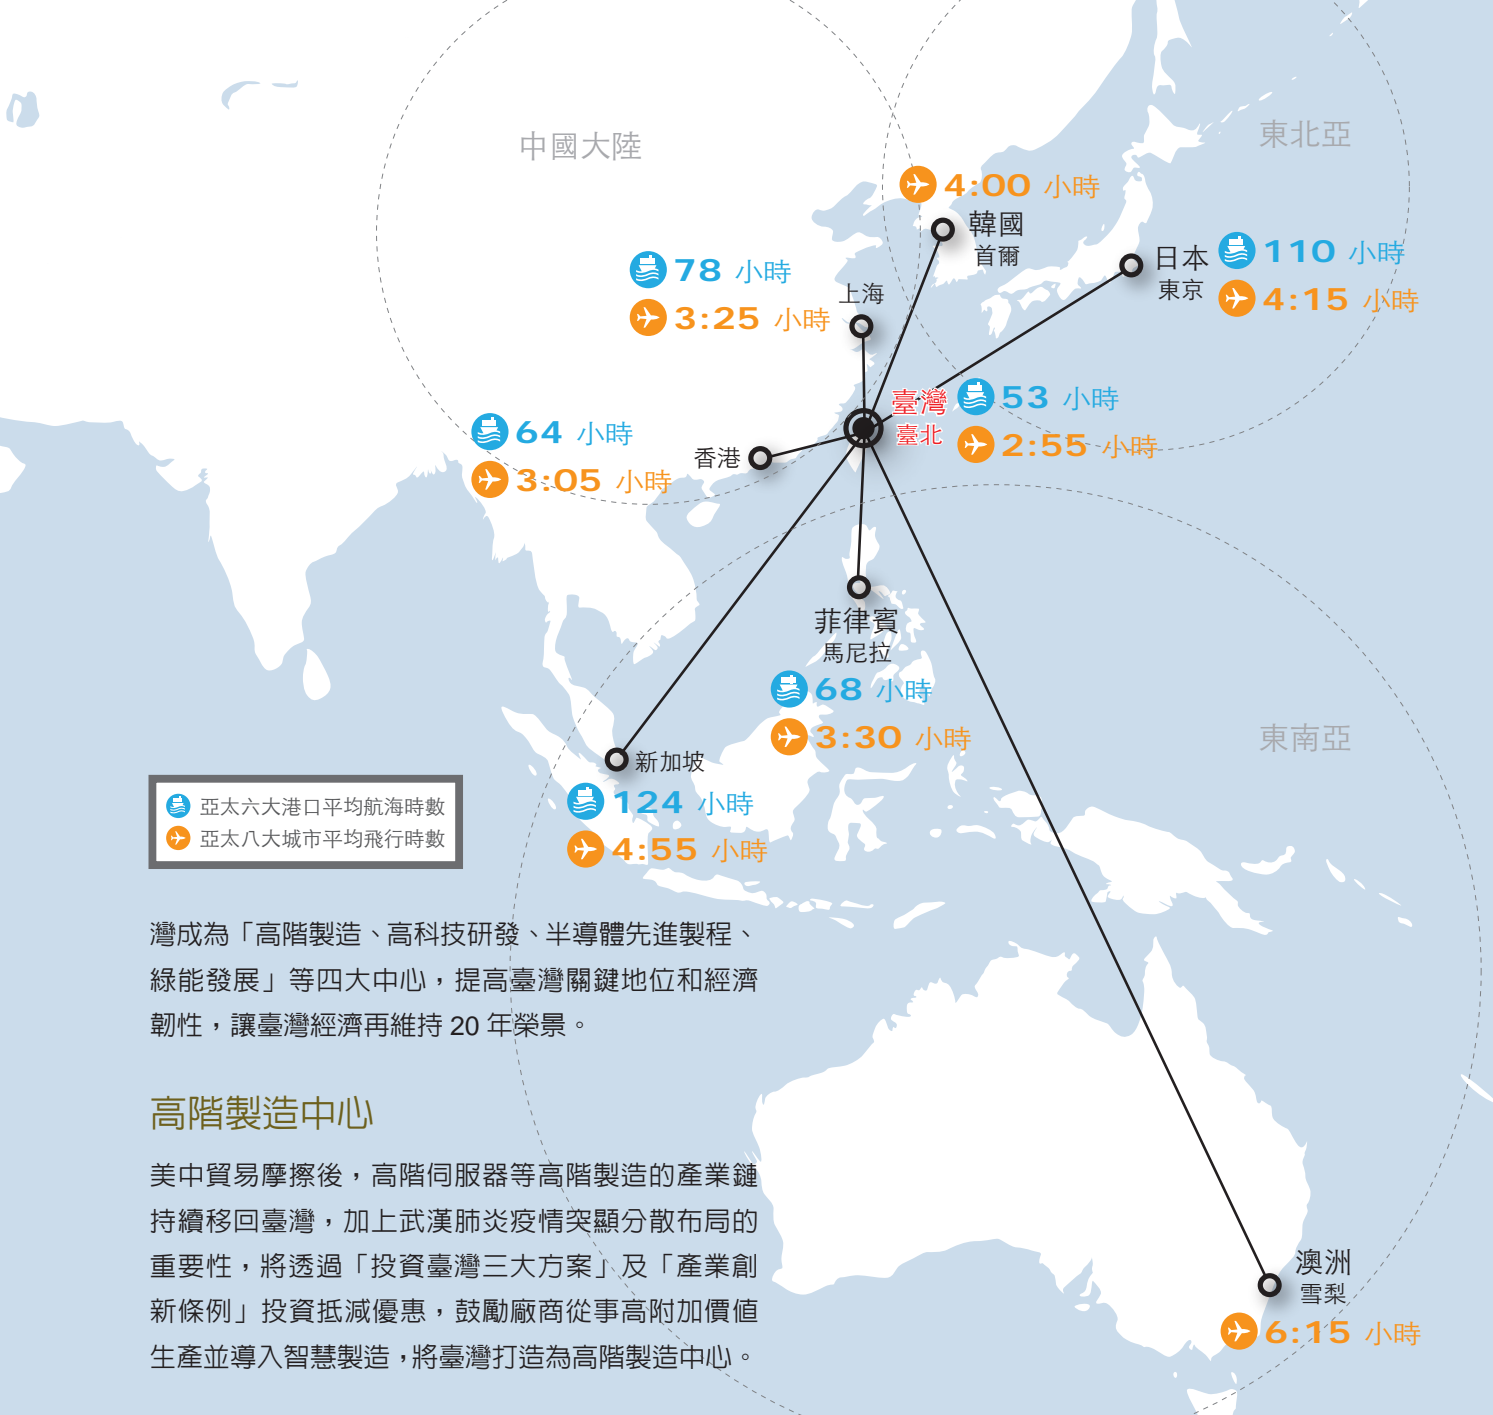 中國大陸
東北亞
4:00 小時
韓國
首爾
78 小時
3:25 小時
上海
日本
東京
110 小時
4:15 小時
臺灣
臺北
53 小時
2:55 小時
64 小時
3:05 小時
香港
菲律賓
馬尼拉
68 小時
3:30 小時
東南亞
新加坡
124 小時
4:55 小時
亞太六大港口平均航海時數
亞太八大城市平均飛行時數
灣成為「高階製造、高科技研發、半導體先進製程、
綠能發展」等四大中心，提高臺灣關鍵地位和經濟
韌性，讓臺灣經濟再維持 20 年榮景。
高階製造中心
美中貿易摩擦後，高階伺服器等高階製造的產業鏈
持續移回臺灣，加上武漢肺炎疫情突顯分散布局的
重要性，將透過「投資臺灣三大方案」及「產業創
新條例」投資抵減優惠，鼓勵廠商從事高附加價值
生產並導入智慧製造，將臺灣打造為高階製造中心。
澳洲
雪梨
6:15 小時